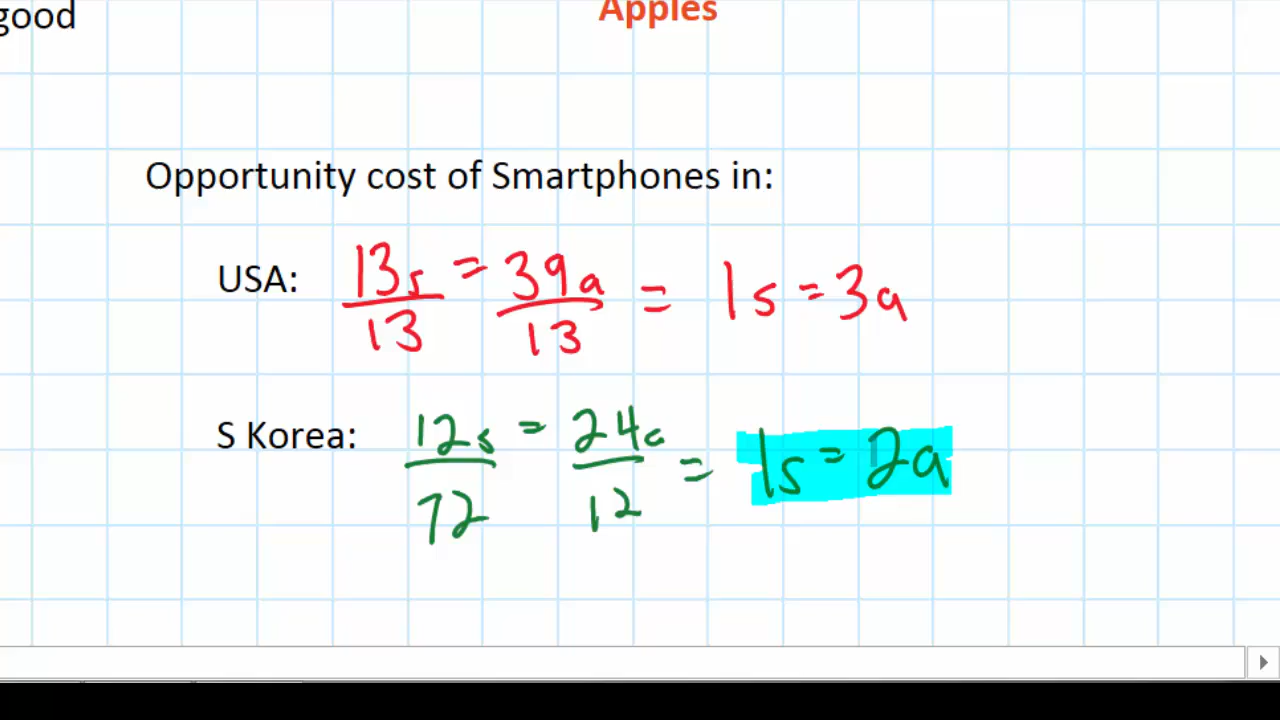 good
Apples
Opportunity cost of Smartphones in:
USA: 13s = 39a = 1s = 3a
13 13
S Korea: 12s = 24a = 1s = 2a
12 12